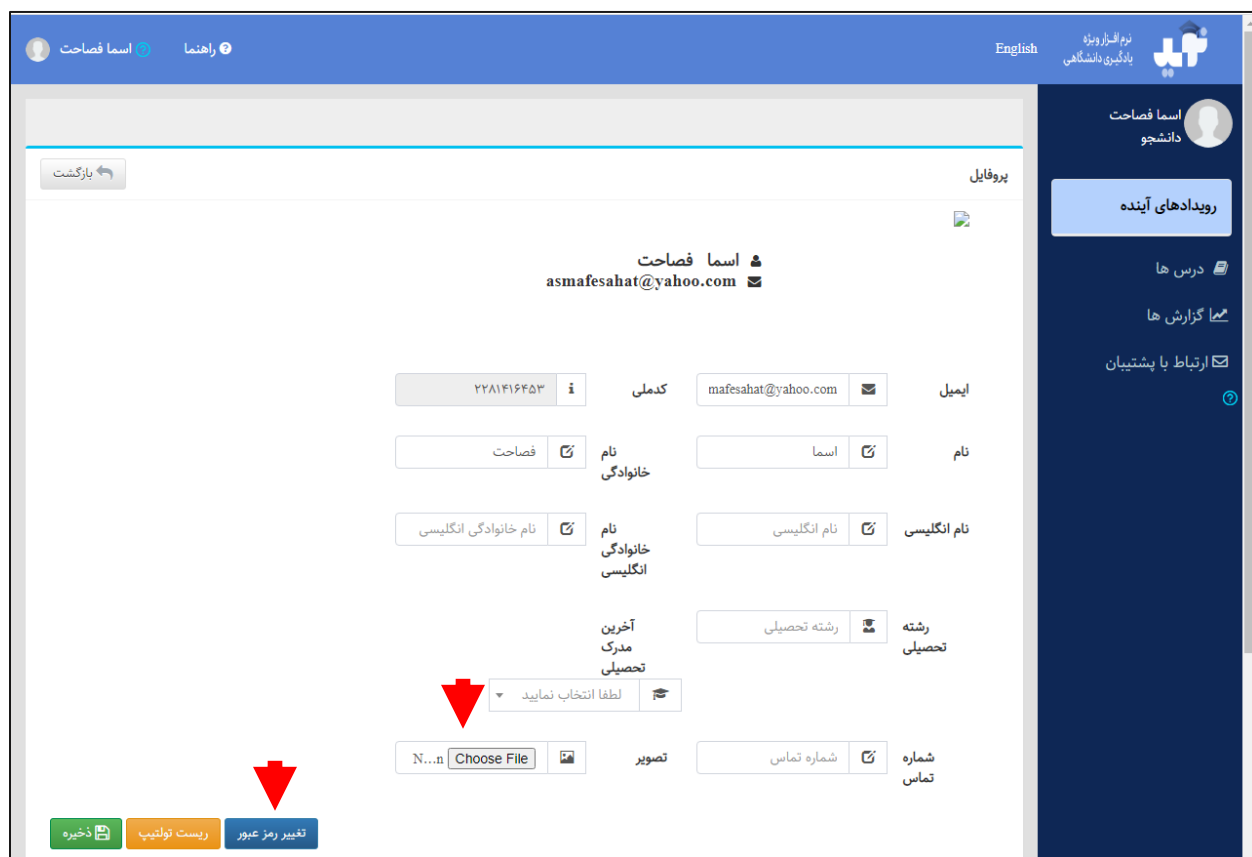 نرم افزار ویژه
یادگیری دانشگاهی
English
راهنما
اسما فصاحت
اسما فصاحت
دانشجو
رویدادهای آینده
درس ها
گزارش ها
ارتباط با پشتیبان
پروفایل
بازگشت
اسما فصاحت
asmafesahat@yahoo.com
ایمیل
mafesahat@yahoo.com
کدملی
۲۲۸۱۴۱۶۴۵۳
نام
اسما
نام
خانوادگی
فصاحت
نام انگلیسی
نام انگلیسی
نام
خانوادگی
انگلیسی
نام خانوادگی انگلیسی
رشته
تحصیلی
رشته تحصیلی
آخرین
مدرک
تحصیلی
لطفا انتخاب نمایید
شماره
تماس
شماره تماس
تصویر
Choose File N...n
تغییر رمز عبور
ریست تولتیپ
ذخیره